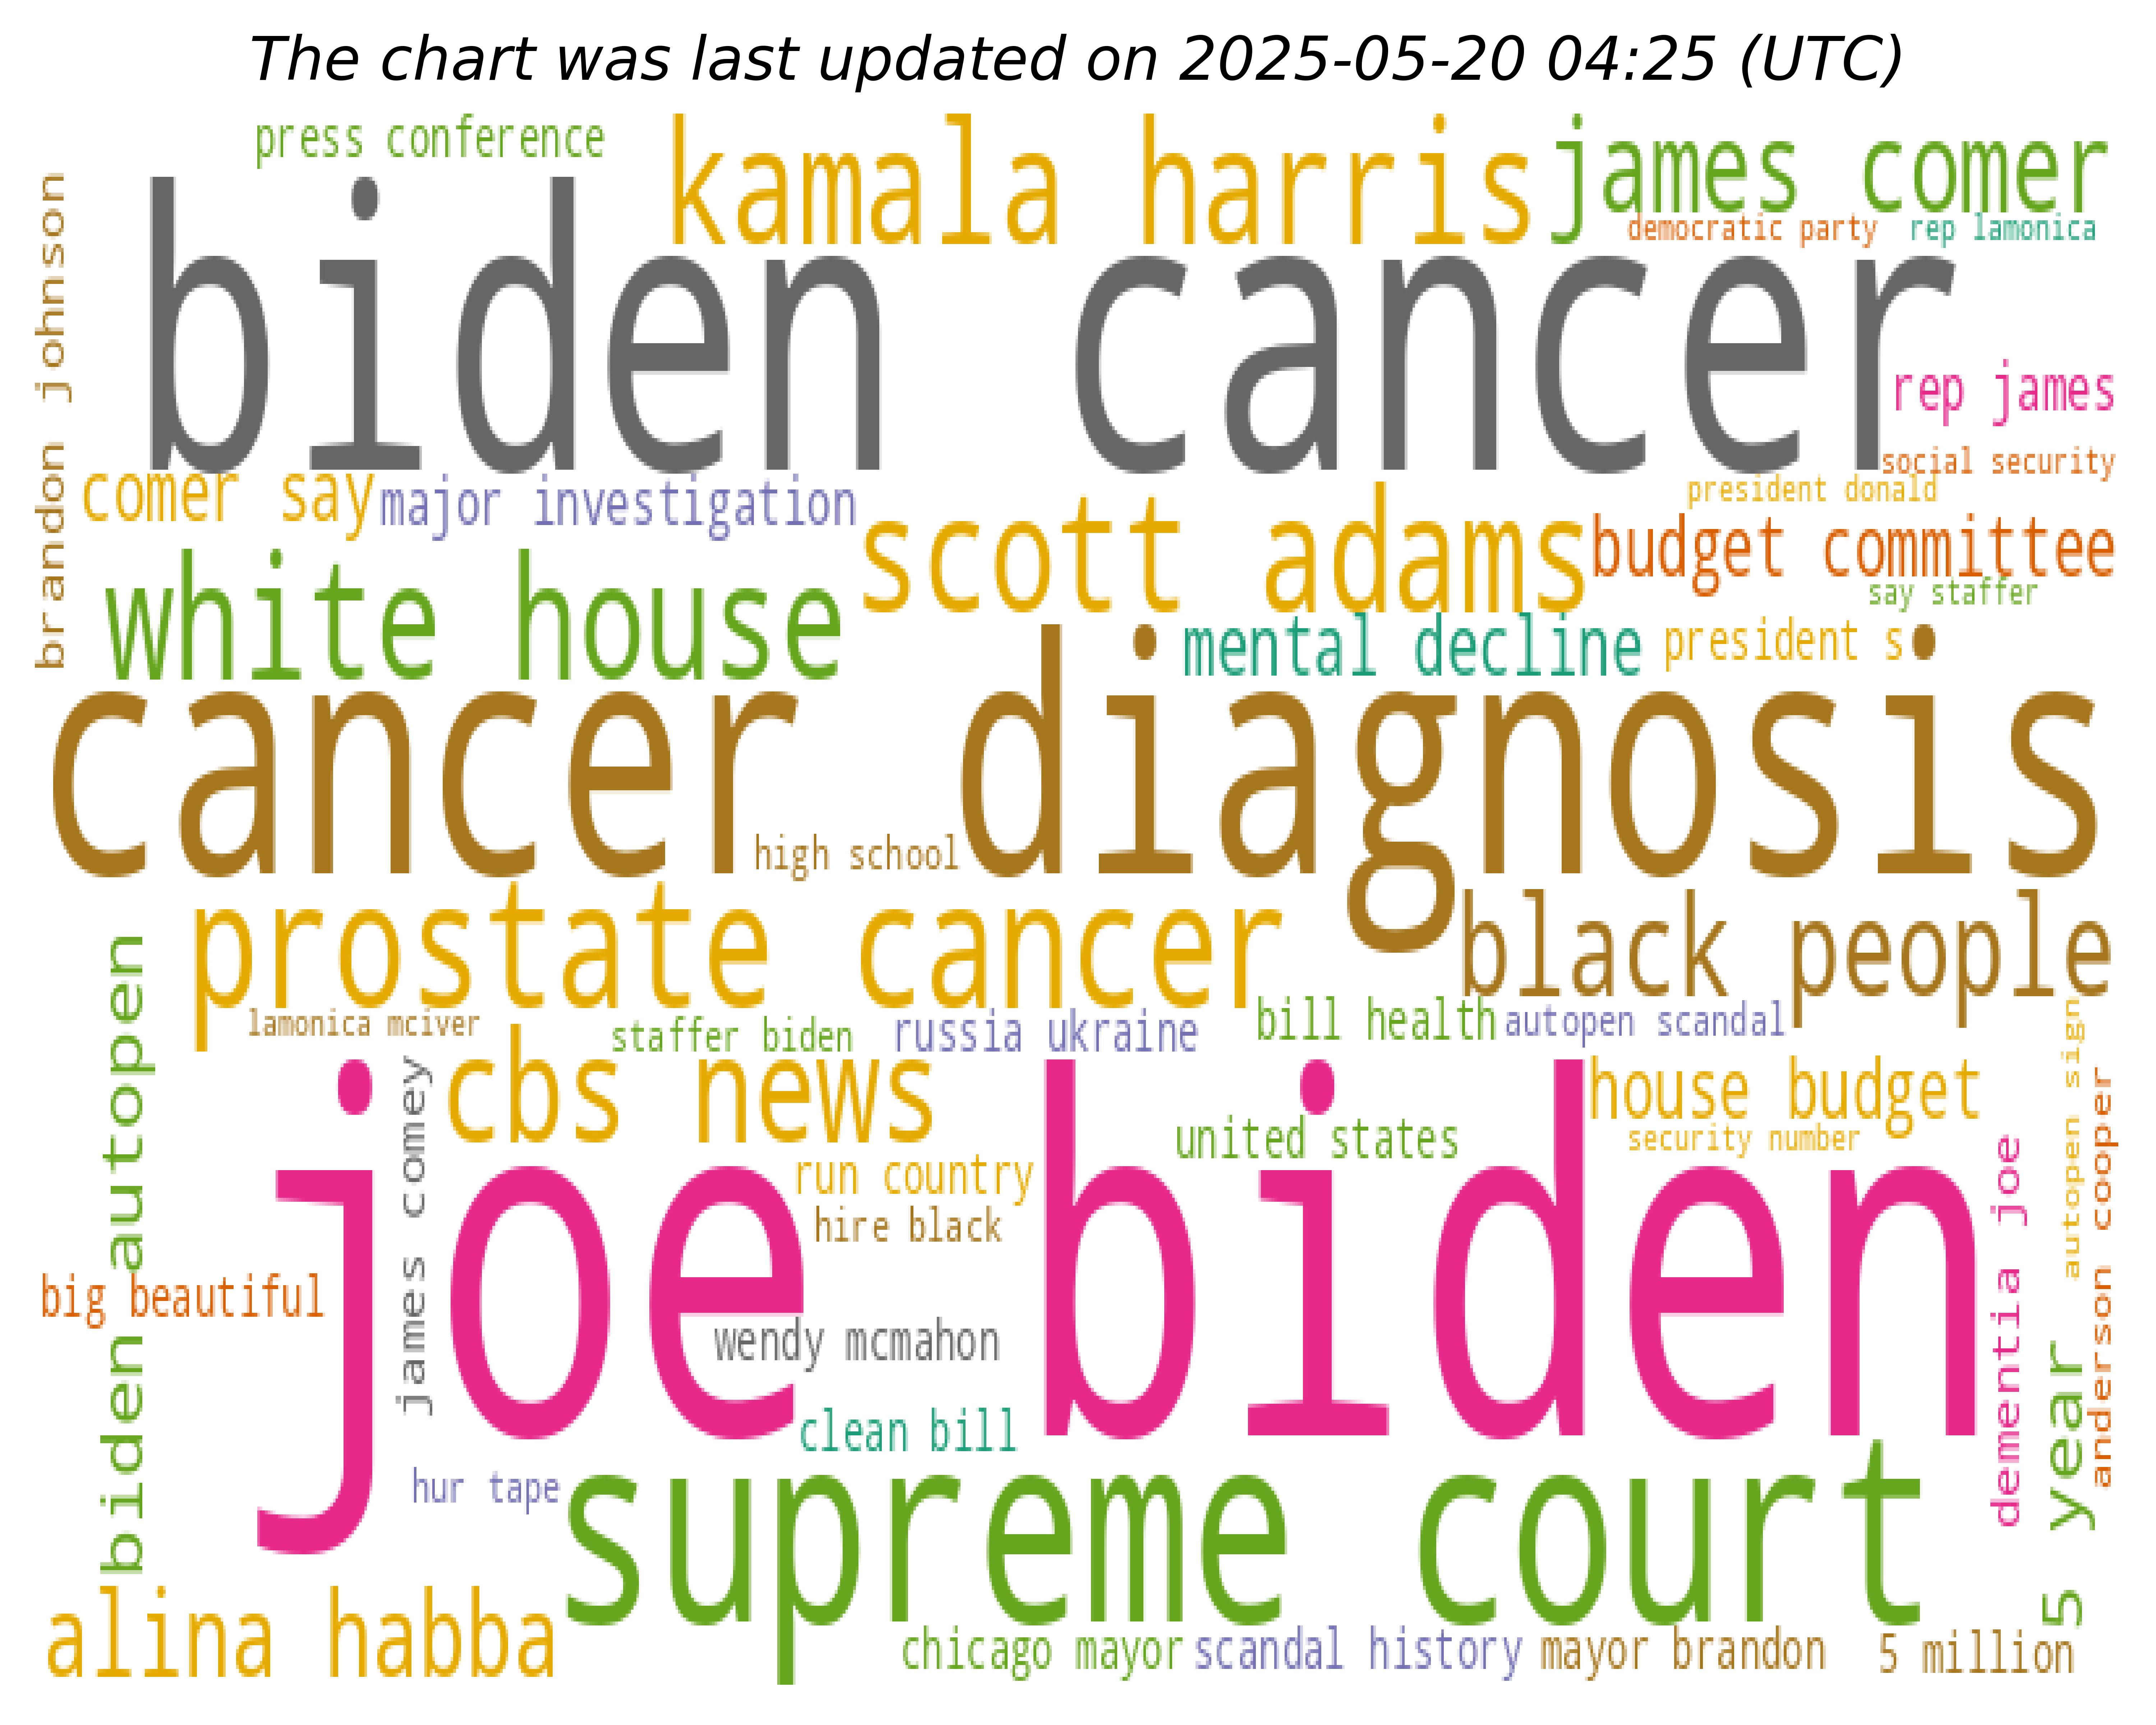 The chart was last updated on 2025-05-20 04:25 (UTC)
press conference
kamala harris
james comer
democratic party
rep lamonica
brandon johnson
biden cancer
rep james
social security
comer say
major investigation
president donald
scott adams
budget committee
white house
say staffer
mental decline
president s
cancer diagnosis
high school
prostate cancer
black people
biden autopen
lamonica mciver
staffer biden
russia ukraine
bill health
autopen scandal
autopen sign
james comey
cbs news
house budget
united states
security number
anderson cooper
joe biden
run country
hire black
dementia joe
big beautiful
wendy mcmahon
5 year
clean bill
hur tape
supreme court
alina habba
chicago mayor
scandal history
mayor brandon
5 million